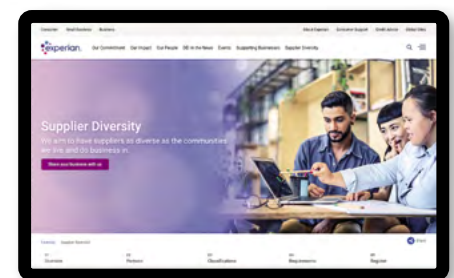 Consumer Small Business Business
About Experian Consumer Support Credit Advice Global Sites
experian. Our Commitment Our Impact Our People DEI in the News Events Supporting Businesses Supplier Diversity
Supplier Diversity
We aim to have suppliers as diverse as the communities
we live and do business in.
Share your business with us
Supplier Diversity
Overview Partners Classifications Requirements Register